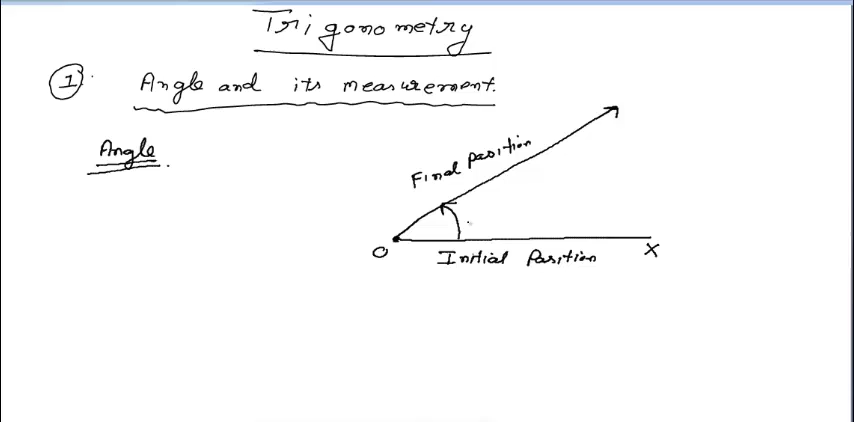 Trigonometry
1. Angle and its measurement.
Angle.
Final Position
O
Initial Position
X